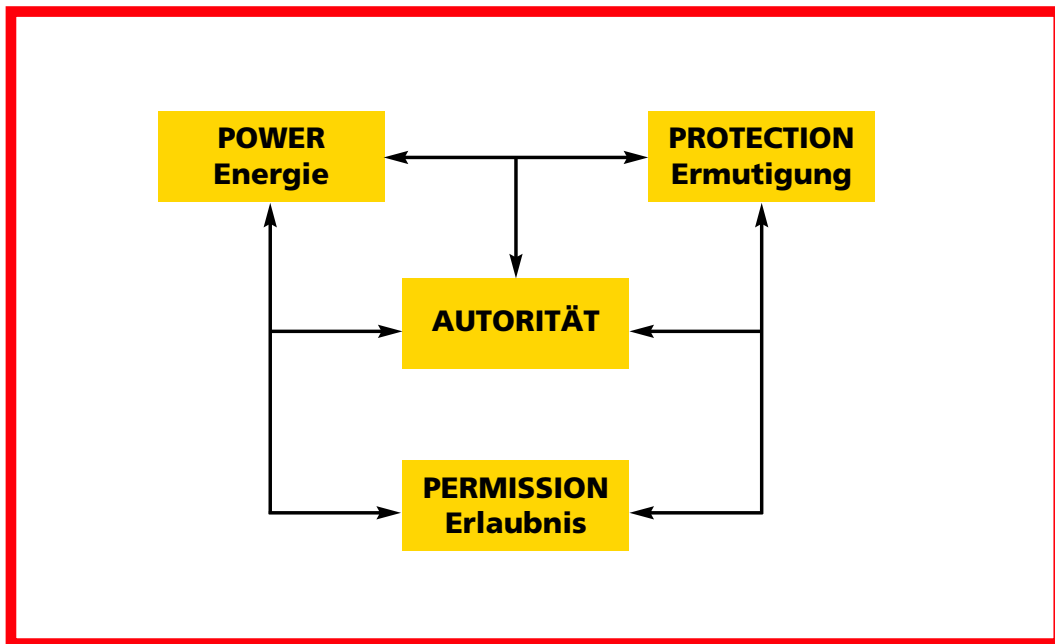 POWER
Energie
PROTECTION
Ermutigung
AUTORITÄT
PERMISSION
Erlaubnis